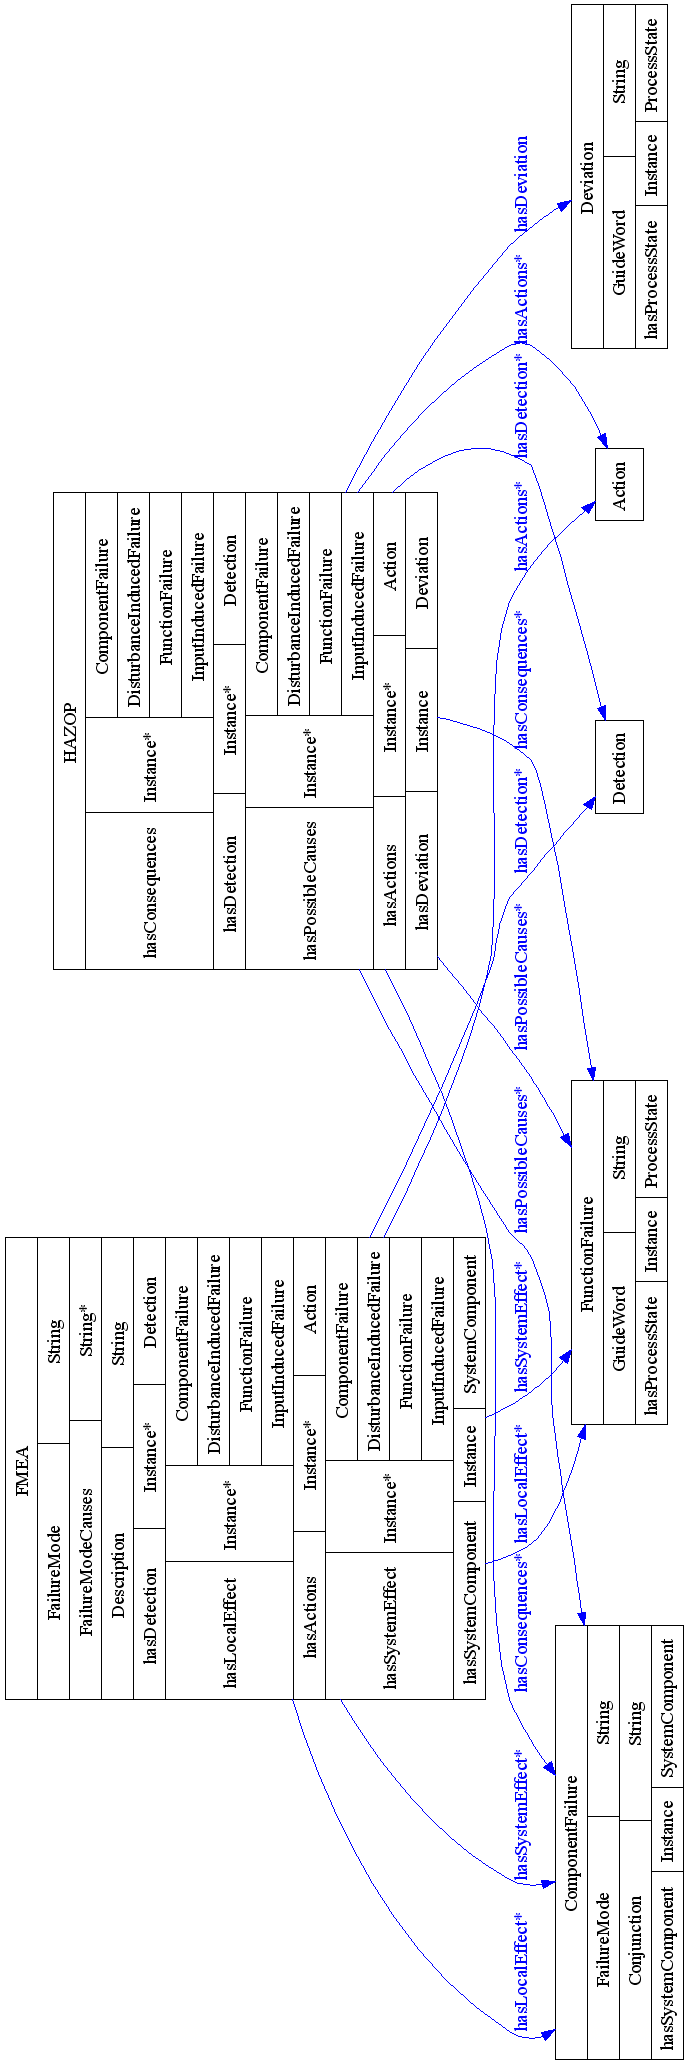 FMEA
FailureMode String
FailureModeCauses String*
Description String
hasDetection Instance* Detection
hasLocalEffect Instance* ComponentFailure
DisturbanceInducedFailure
FunctionFailure
InputInducedFailure
hasActions Instance* Action
hasSystemEffect Instance* ComponentFailure
DisturbanceInducedFailure
FunctionFailure
InputInducedFailure
hasSystemComponent Instance SystemComponent
HAZOP
hasConsequences Instance* ComponentFailure
DisturbanceInducedFailure
FunctionFailure
InputInducedFailure
hasDetection Instance* Detection
hasPossibleCauses Instance* ComponentFailure
DisturbanceInducedFailure
FunctionFailure
InputInducedFailure
hasActions Instance* Action
hasDeviation Instance Deviation
hasLocalEffect*
hasSystemEffect*
hasConsequences*
hasLocalEffect*
hasSystemEffect*
hasPossibleCauses*
hasPossibleCauses*
hasDetection*
hasConsequences*
hasActions*
hasDetection*
hasActions*
hasDeviation
ComponentFailure
FailureMode String
Conjunction String
hasSystemComponent Instance SystemComponent
FunctionFailure
GuideWord String
hasProcessState Instance ProcessState
Detection
Action
Deviation
GuideWord String
hasProcessState Instance ProcessState